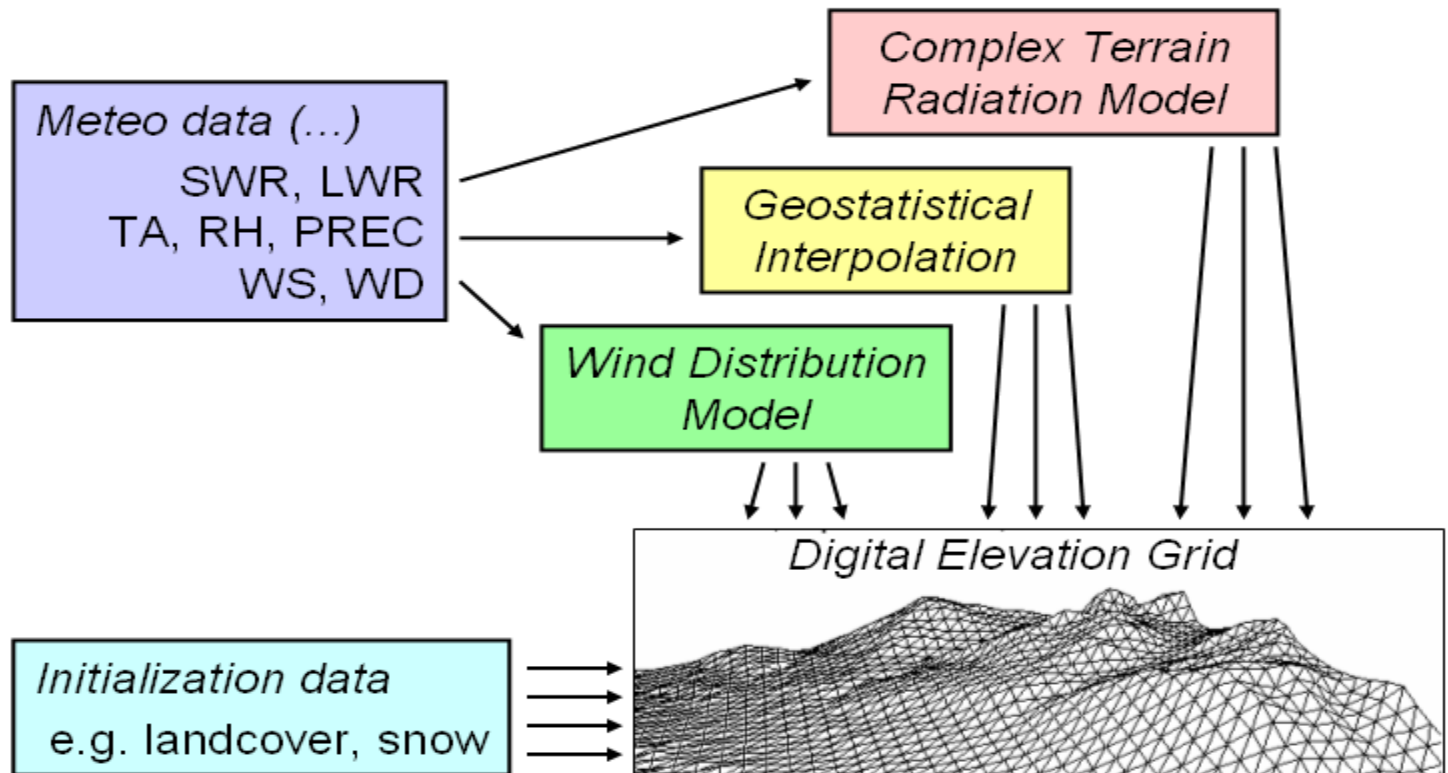 Complex Terrain
Radiation Model
Meteo data (...)
SWR, LWR
TA, RH, PREC
WS, WD
Geostatistical
Interpolation
Wind Distribution
Model
Digital Elevation Grid
Initialization data
e.g. landcover, snow